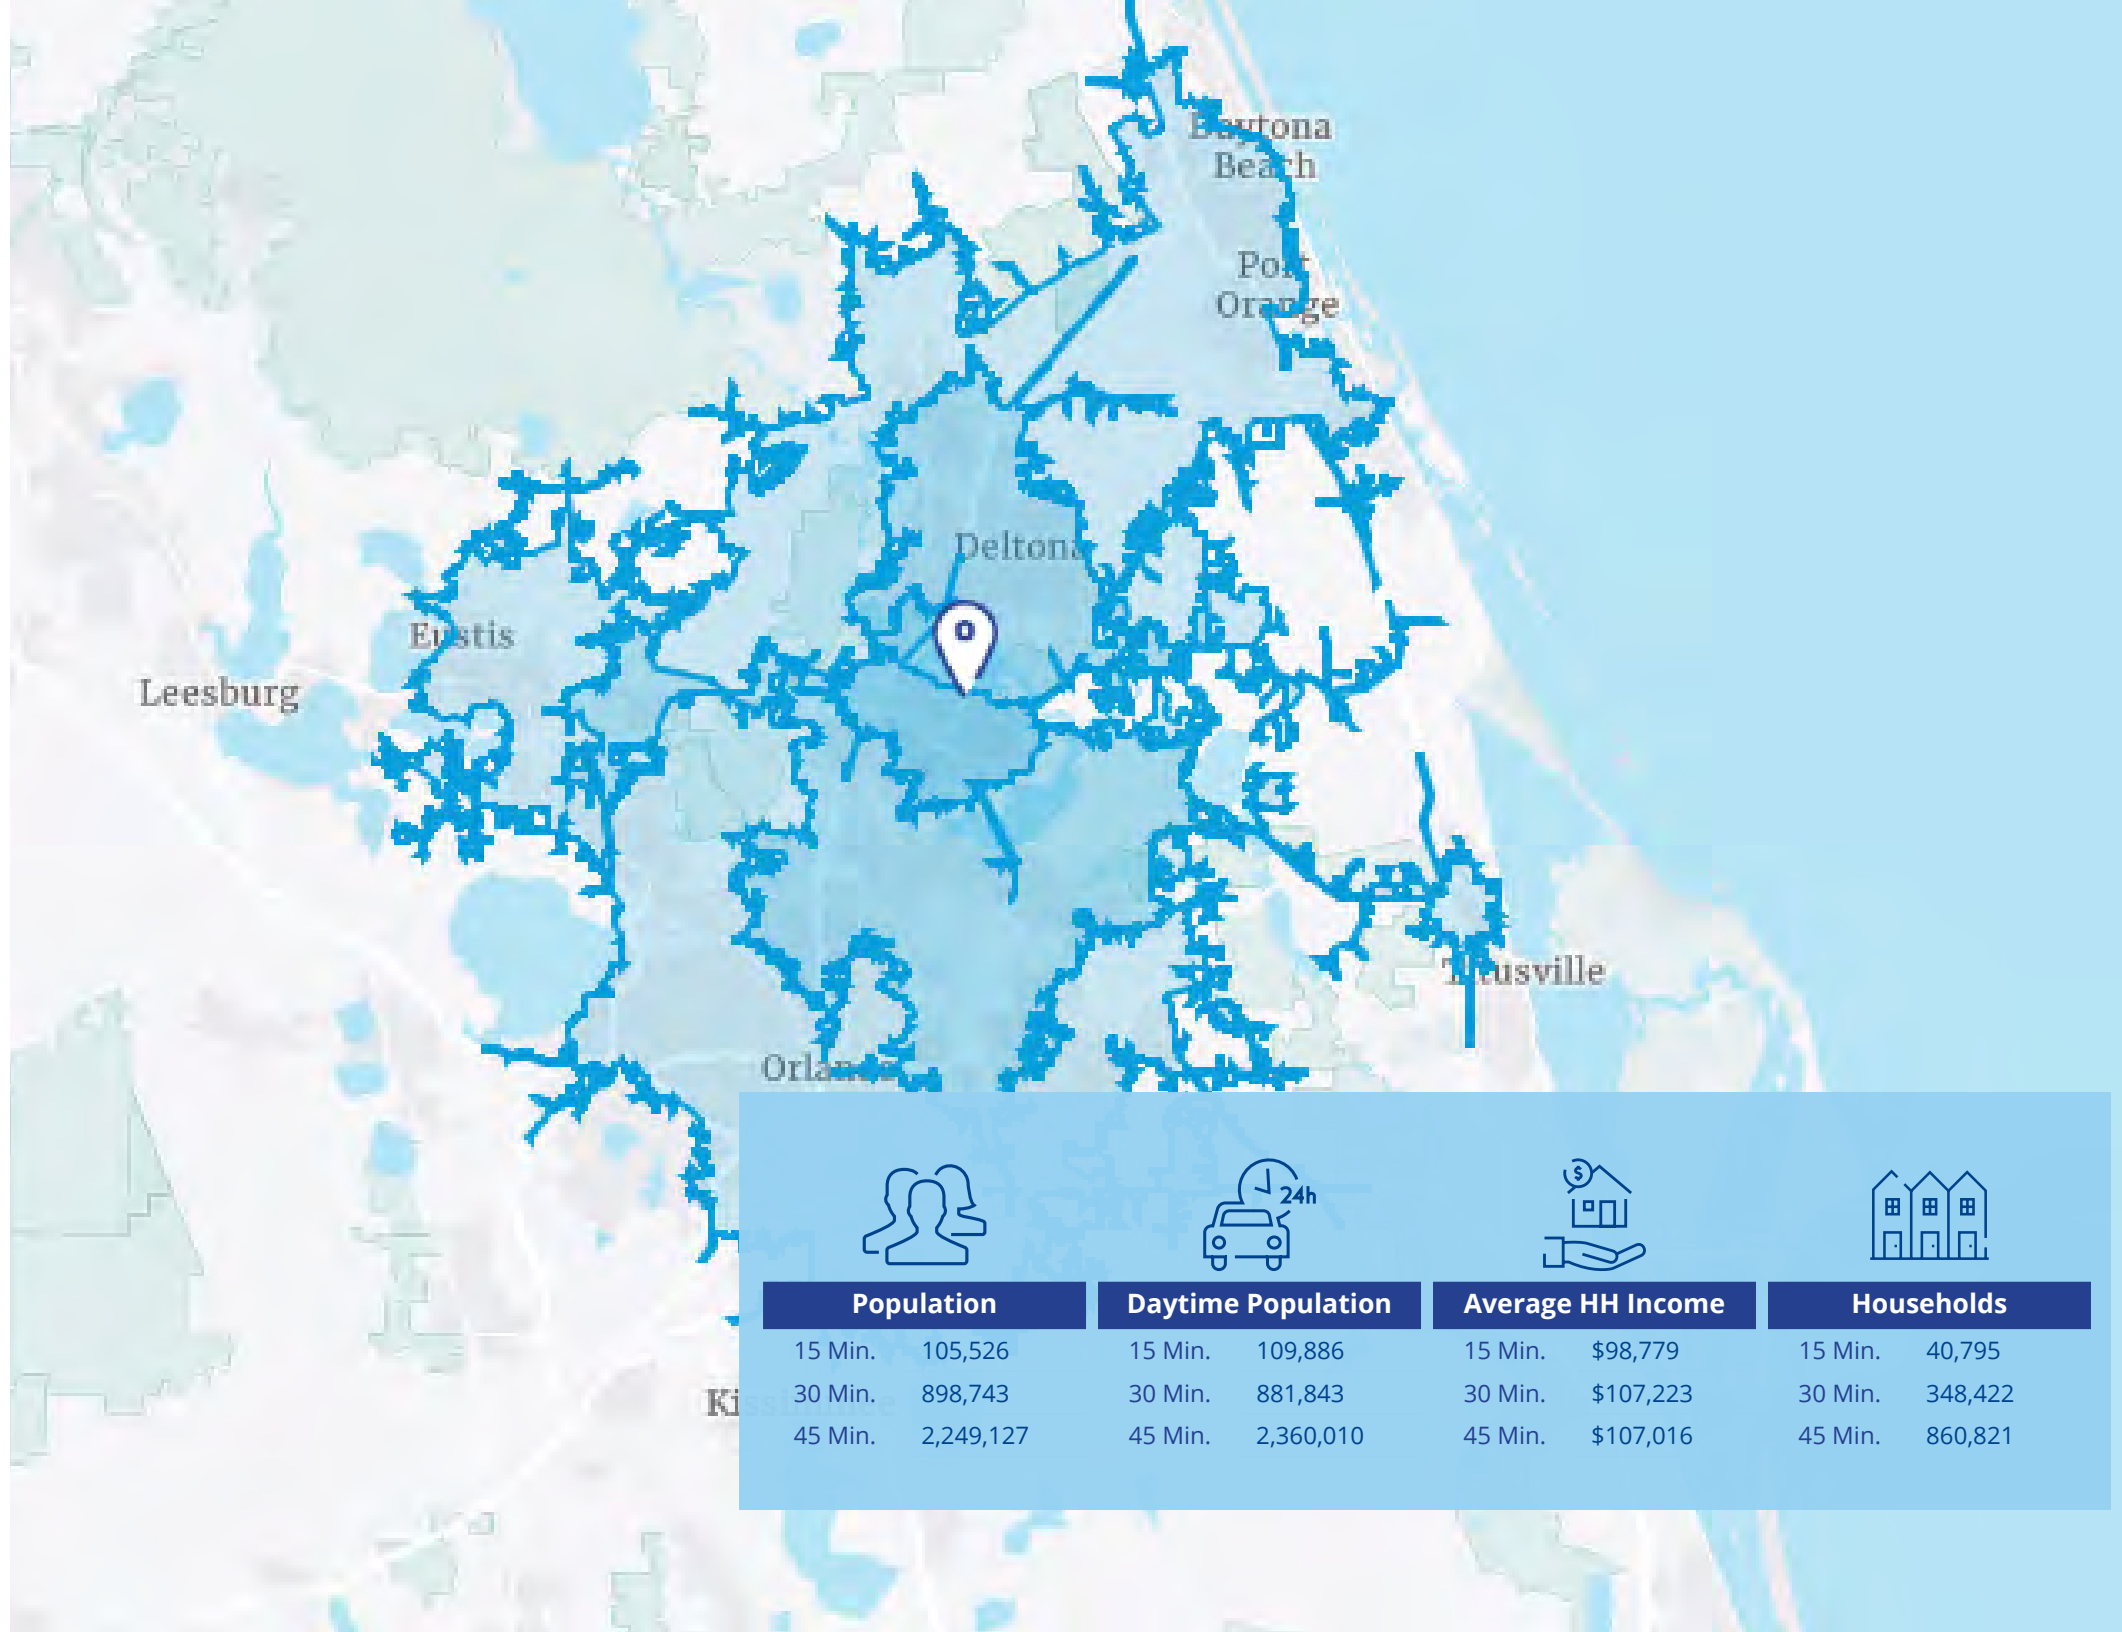 Daytona
Beach
Port
Orange
Deltona
0
Eustis
Leesburg
Titusville
Orlando
Kissimmee
24h
$
Population
15 Min. 105,526
30 Min. 898,743
45 Min. 2,249,127
Daytime Population
15 Min. 109,886
30 Min. 881,843
45 Min. 2,360,010
Average HH Income
15 Min. $98,779
30 Min. $107,223
45 Min. $107,016
Households
15 Min. 40,795
30 Min. 348,422
45 Min. 860,821